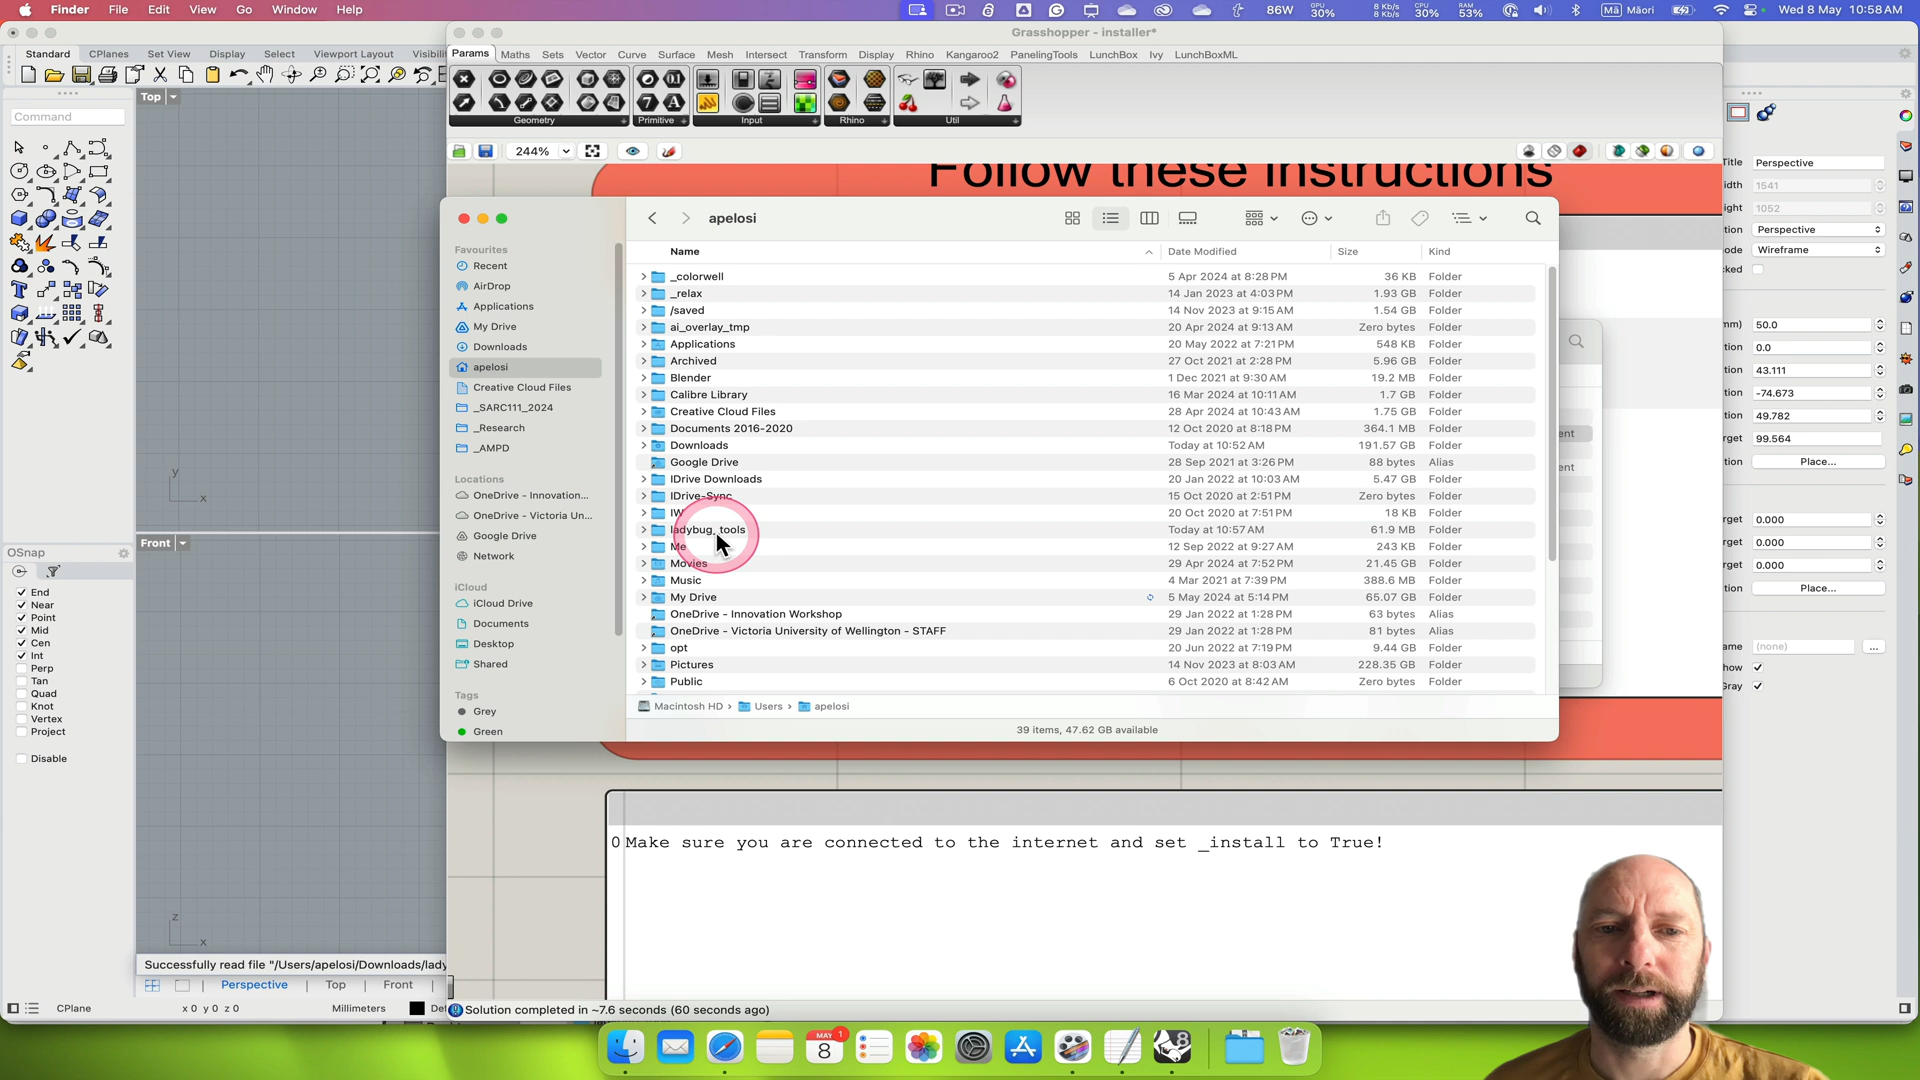 Finder File Edit View Go Window Help
86W GPU 30% 8 Kb/s 8 Kb/s CPU 30% RAM 53% Mā Māori Wed 8 May 10:58 AM
Grasshopper - installer*
Standard CPlanes Set View Display Select Viewport Layout
Params Maths Sets Vector Curve Surface Mesh Intersect Transform Display Rhino Kangaroo2 PanelingTools LunchBox Ivy LunchBoxML
Geometry Primitive Input Rhino Util
Top
Command
244%
Follow these instructions
Title Perspective
1541
1052
Perspective
Wireframe
50.0
0.0
43.111
-74.673
49.782
99.564
Place...
0.000
0.000
0.000
Place...
(none) ...
apelosi
Name Date Modified Size Kind
Favourites
Recent
AirDrop
Applications
My Drive
Downloads
apelosi
Creative Cloud Files
_SARC111_2024
_Research
_AMPD
Locations
OneDrive - Innovation...
OneDrive - Victoria Un...
Google Drive
Network
iCloud
iCloud Drive
Documents
Desktop
Shared
Tags
Grey
Green
_colorwell 5 Apr 2024 at 8:28 PM 36 KB Folder
_relax 14 Jan 2023 at 4:03 PM 1.93 GB Folder
/saved 14 Nov 2023 at 9:15 AM 1.54 GB Folder
ai_overlay_tmp 20 Apr 2024 at 9:13 AM Zero bytes Folder
Applications 20 May 2022 at 7:21 PM 548 KB Folder
Archived 27 Oct 2021 at 2:28 PM 5.96 GB Folder
Blender 1 Dec 2021 at 9:30 AM 19.2 MB Folder
Calibre Library 16 Mar 2024 at 10:11 AM 1.7 GB Folder
Creative Cloud Files 28 Apr 2024 at 10:43 AM 1.75 GB Folder
Documents 2016-2020 12 Oct 2020 at 8:18 PM 364.1 MB Folder
Downloads Today at 10:52 AM 191.57 GB Folder
Google Drive 28 Sep 2021 at 3:26 PM 88 bytes Alias
IDrive Downloads 20 Jan 2022 at 10:03 AM 5.47 GB Folder
IDrive-Sync 15 Oct 2020 at 2:51 PM Zero bytes Folder
20 Oct 2020 at 7:51 PM 18 KB Folder
ladybug_tools Today at 10:57 AM 61.9 MB Folder
Me 12 Sep 2022 at 9:27 AM 243 KB Folder
Movies 29 Apr 2024 at 7:52 PM 21.45 GB Folder
Music 4 Mar 2021 at 7:39 PM 388.6 MB Folder
My Drive 5 May 2024 at 5:14 PM 65.07 GB Folder
OneDrive - Innovation Workshop 29 Jan 2022 at 1:28 PM 63 bytes Alias
OneDrive - Victoria University of Wellington - STAFF 29 Jan 2022 at 1:28 PM 81 bytes Alias
opt 20 Jun 2022 at 7:19 PM 9.44 GB Folder
Pictures 14 Nov 2023 at 8:03 AM 228.35 GB Folder
Public 6 Oct 2020 at 8:42 AM Zero bytes Folder
Macintosh HD › Users › apelosi
39 items, 47.62 GB available
y
x
Front
OSnap
End
Near
Point
Mid
Cen
Int
Perp
Tan
Quad
Knot
Vertex
Project
Disable
z
x
0 Make sure you are connected to the internet and set _install to True!
Successfully read file "/Users/apelosi/Downloads/lady
Perspective Top Front
CPlane x 0 y 0 z 0 Millimeters
Solution completed in ~7.6 seconds (60 seconds ago)
MAY 8 1
8